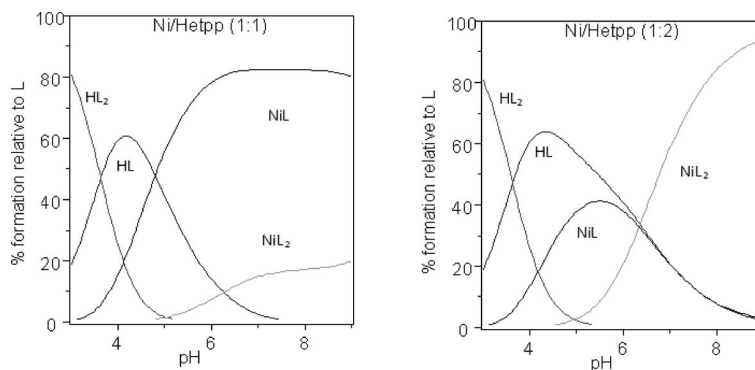 Ni/Hetpp (1:1)
% formation relative to L
100
80
60
40
20
0
HL2
HL
NiL
NiL2
4
6
8
pH
Ni/Hetpp (1:2)
% formation relative to L
100
80
60
40
20
0
HL2
HL
NiL
NiL2
4
6
8
pH